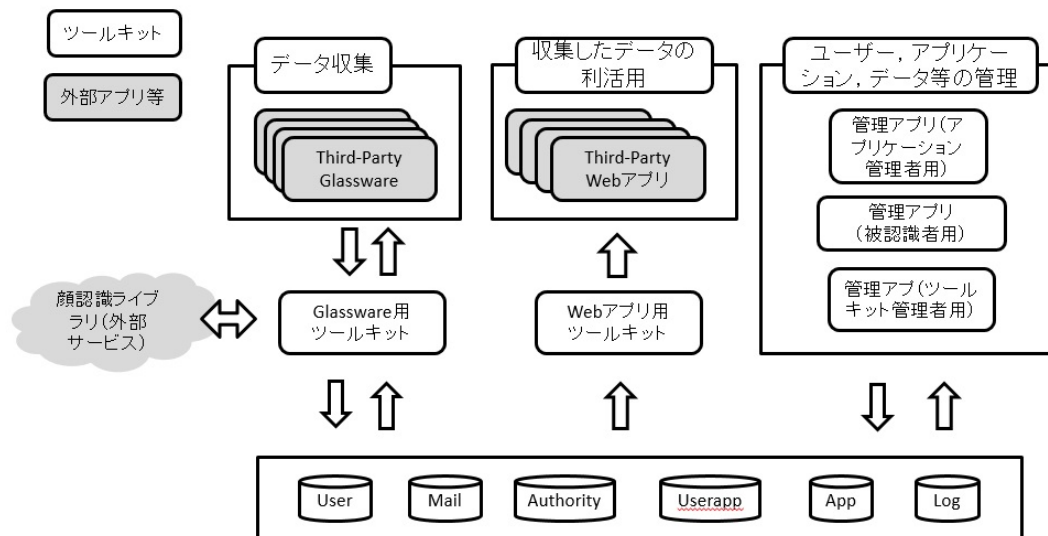 ツールキット
外部アプリ等
データ収集
Third-Party
Glassware
収集したデータの
利活用
Third-Party
Webアプリ
ユーザー，アプリケー
ション，データ等の管理
管理アプリ(ア
プリケーション
管理者用)
管理アプリ
(被認識者用)
管理アプ(ツール
キット管理者用)
顔認識ライブ
ラリ(外部
サービス)
Glassware用
ツールキット
Webアプリ用
ツールキット
User
Mail
Authority
Userapp
App
Log